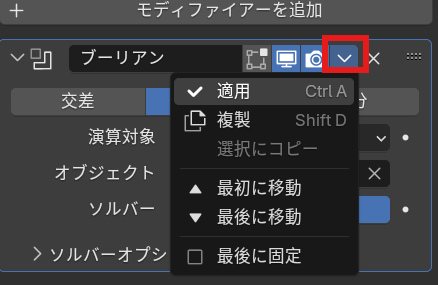 モディファイアーを追加
ブーリアン
交差
分
適用 Ctrl A
複製 Shift D
選択にコピー
演算対象
オブジェクト
最初に移動
ソルバー
最後に移動
ソルバーオプシ
最後に固定